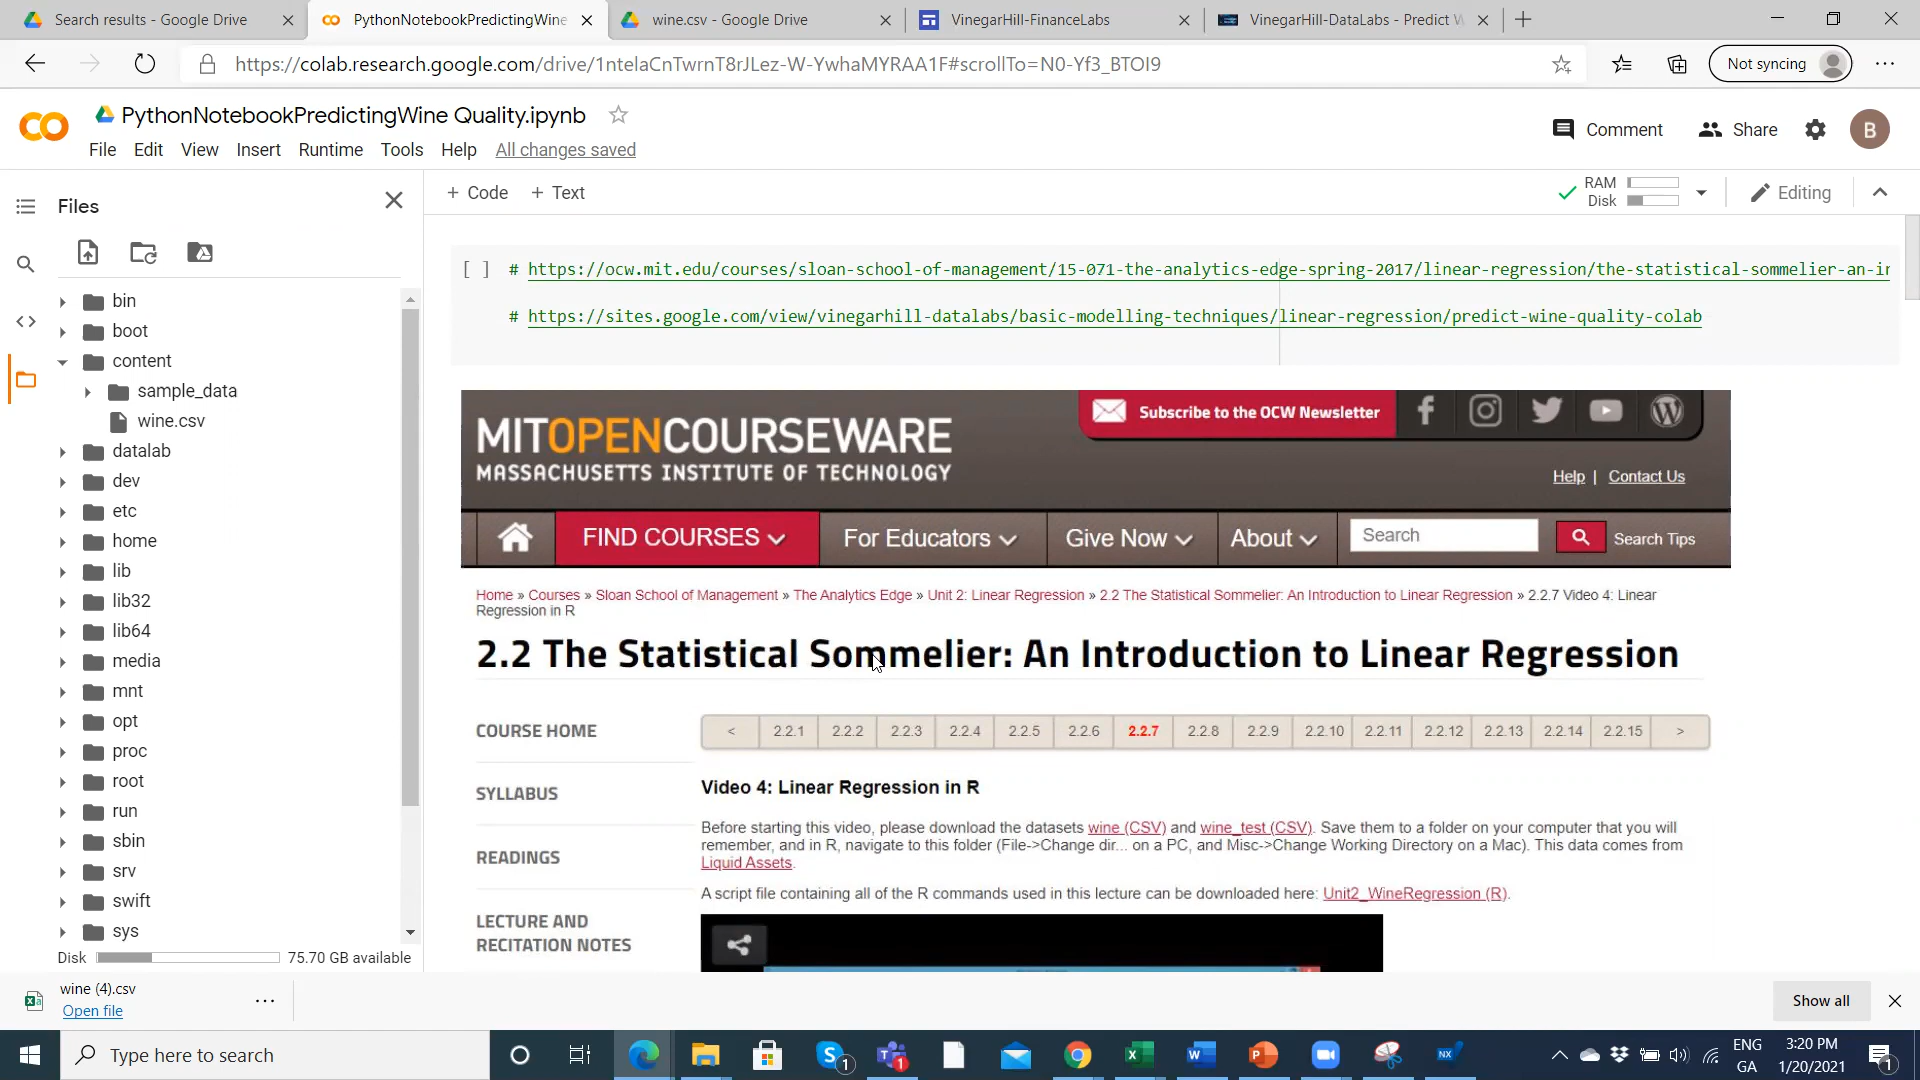 Search results - Google Drive
PythonNotebookPredictingWine
wine.csv - Google Drive
VinegarHill-FinanceLabs
VinegarHill-DataLabs - Predict W
https://colab.research.google.com/drive/1ntelaCnTwrnT8rJLez-W-YwhaMYRAA1F#scrollTo=N0-Yf3_BTOI9
Not syncing
PythonNotebookPredictingWine Quality.ipynb
Comment
Share
B
File Edit View Insert Runtime Tools Help All changes saved
Files
+ Code + Text
RAM
Disk
Editing
[ ] # https://ocw.mit.edu/courses/sloan-school-of-management/15-071-the-analytics-edge-spring-2017/linear-regression/the-statistical-sommelier-an-ir
# https://sites.google.com/view/vinegarhill-datalabs/basic-modelling-techniques/linear-regression/predict-wine-quality-colab
bin
boot
content
sample_data
wine.csv
datalab
dev
etc
home
lib
lib32
lib64
media
mnt
opt
proc
root
run
sbin
srv
swift
sys
Disk 75.70 GB available
MITOPENCOURSEWARE
MASSACHUSETTS INSTITUTE OF TECHNOLOGY
Subscribe to the OCW Newsletter
Help | Contact Us
FIND COURSES For Educators Give Now About Search Search Tips
Home » Courses » Sloan School of Management » The Analytics Edge » Unit 2: Linear Regression » 2.2 The Statistical Sommelier: An Introduction to Linear Regression » 2.2.7 Video 4: Linear
Regression in R
2.2 The Statistical Sommelier: An Introduction to Linear Regression
COURSE HOME
SYLLABUS
READINGS
LECTURE AND
RECITATION NOTES
< 2.2.1 2.2.2 2.2.3 2.2.4 2.2.5 2.2.6 2.2.7 2.2.8 2.2.9 2.2.10 2.2.11 2.2.12 2.2.13 2.2.14 2.2.15 >
Video 4: Linear Regression in R
Before starting this video, please download the datasets wine (CSV) and wine_test (CSV). Save them to a folder on your computer that you will
remember, and in R, navigate to this folder (File->Change dir... on a PC, and Misc->Change Working Directory on a Mac). This data comes from
Liquid Assets.
A script file containing all of the R commands used in this lecture can be downloaded here: Unit2_WineRegression (R).
wine (4).csv
Open file
Show all
Type here to search
ENG
GA
3:20 PM
1/20/2021